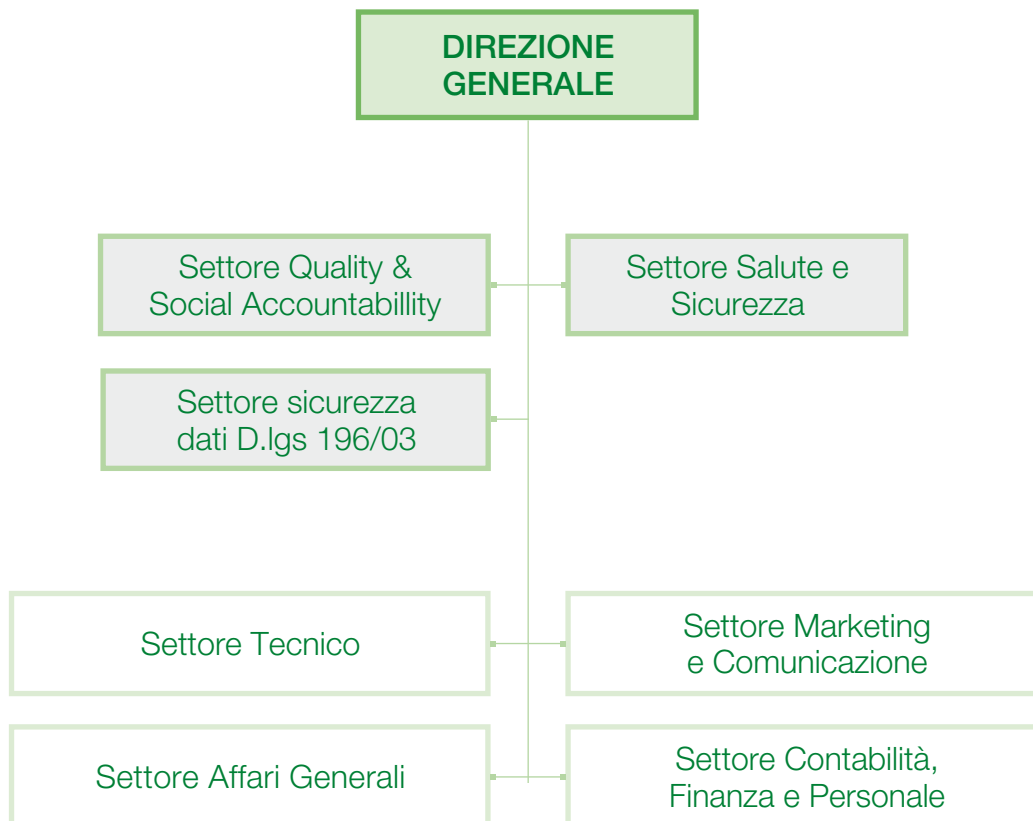 DIREZIONE
GENERALE
Settore Quality &
Social Accountabillity
Settore Salute e
Sicurezza
Settore sicurezza
dati D.lgs 196/03
Settore Tecnico
Settore Marketing
e Comunicazione
Settore Affari Generali
Settore Contabilità,
Finanza e Personale